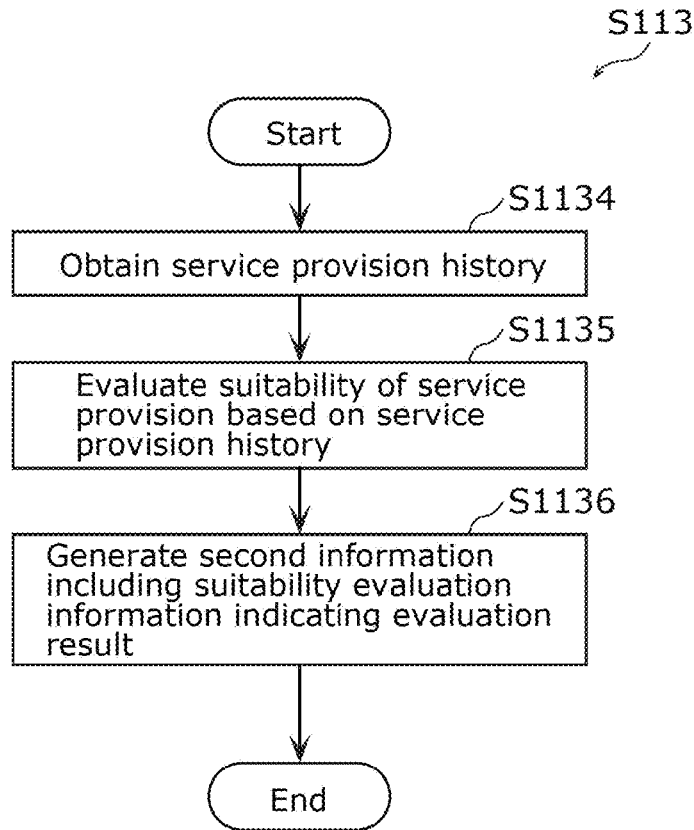 S113
Start
S1134
Obtain service provision history
S1135
Evaluate suitability of service
provision based on service
provision history
S1136
Generate second information
including suitability evaluation
information indicating evaluation
result
End